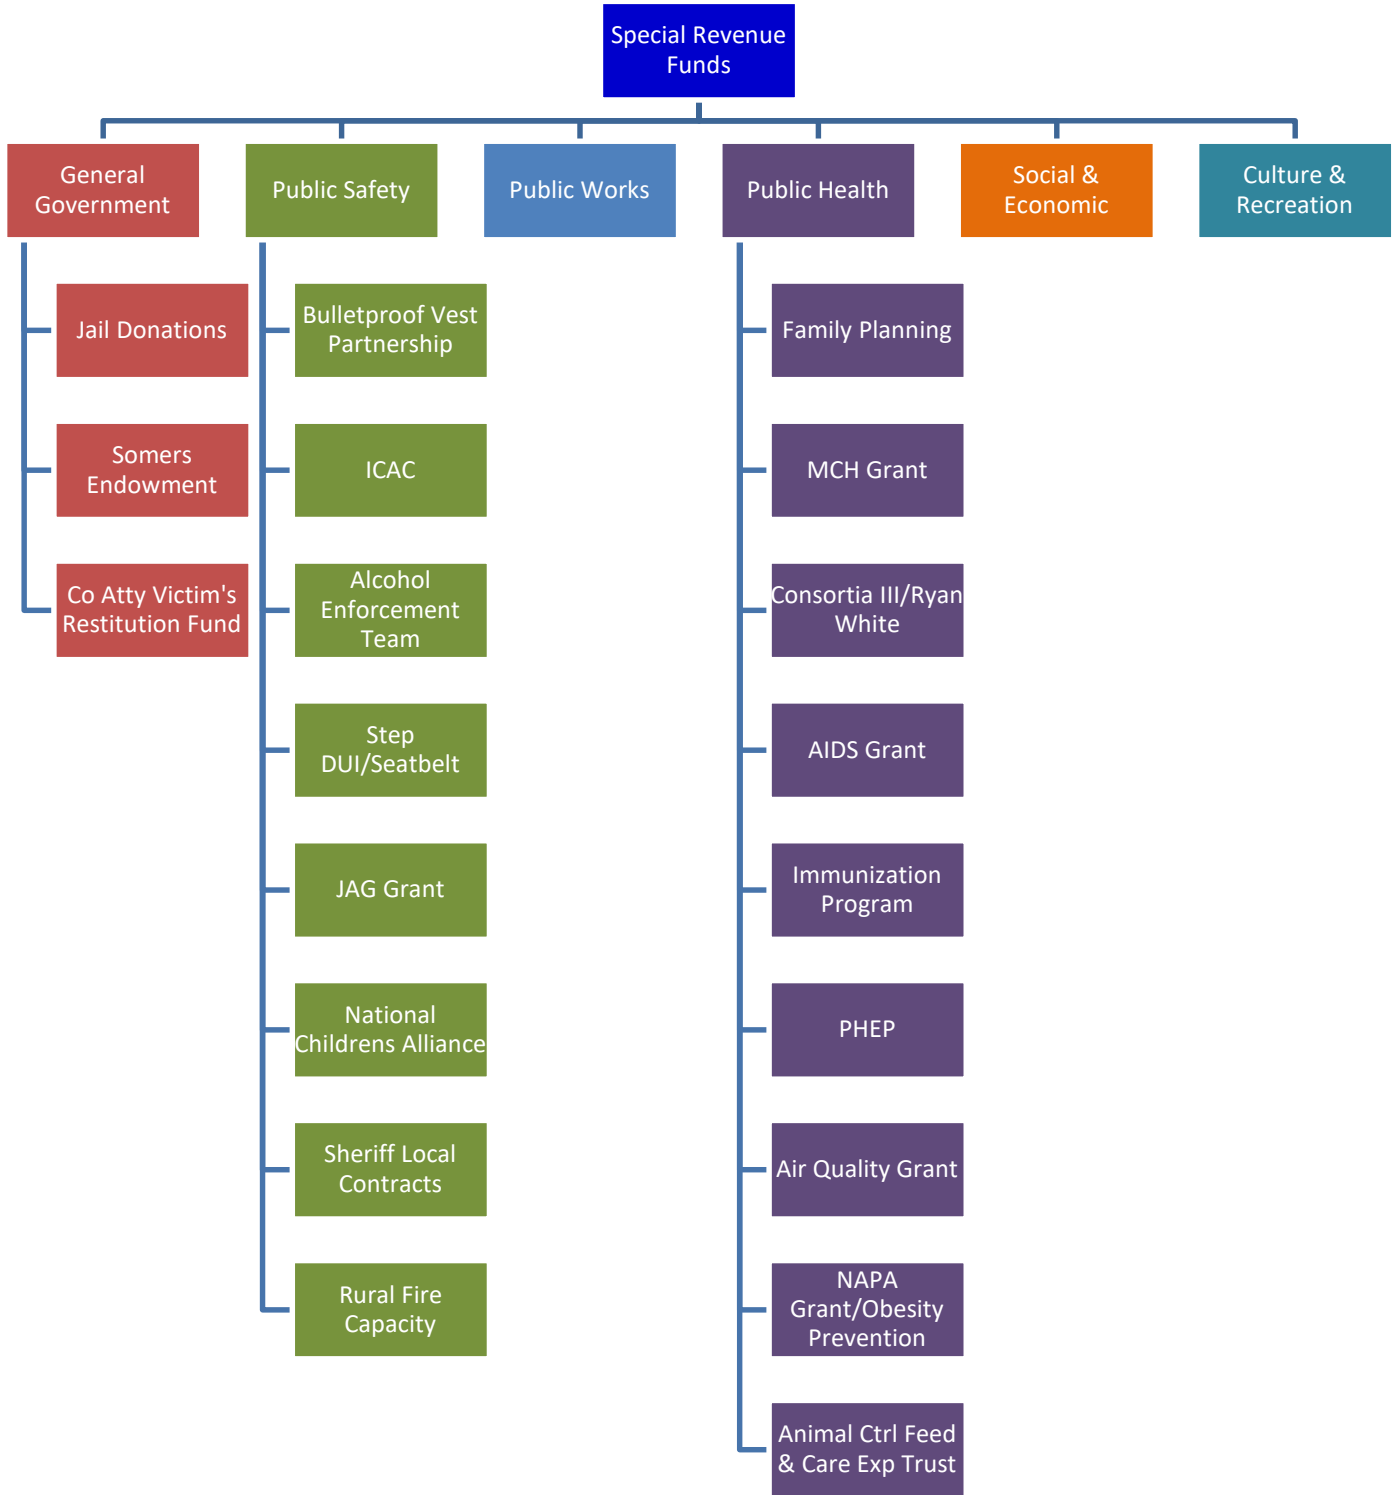 Special Revenue
Funds
General
Government
Public Safety
Public Works
Public Health
Social &
Economic
Culture &
Recreation
Jail Donations
Somers
Endowment
Co Atty Victim's
Restitution Fund
Bulletproof Vest
Partnership
ICAC
Alcohol
Enforcement
Team
Step
DUI/Seatbelt
JAG Grant
National
Childrens Alliance
Sheriff Local
Contracts
Rural Fire
Capacity
Family Planning
MCH Grant
Consortia III/Ryan
White
AIDS Grant
Immunization
Program
PHEP
Air Quality Grant
NAPA
Grant/Obesity
Prevention
Animal Ctrl Feed
& Care Exp Trust